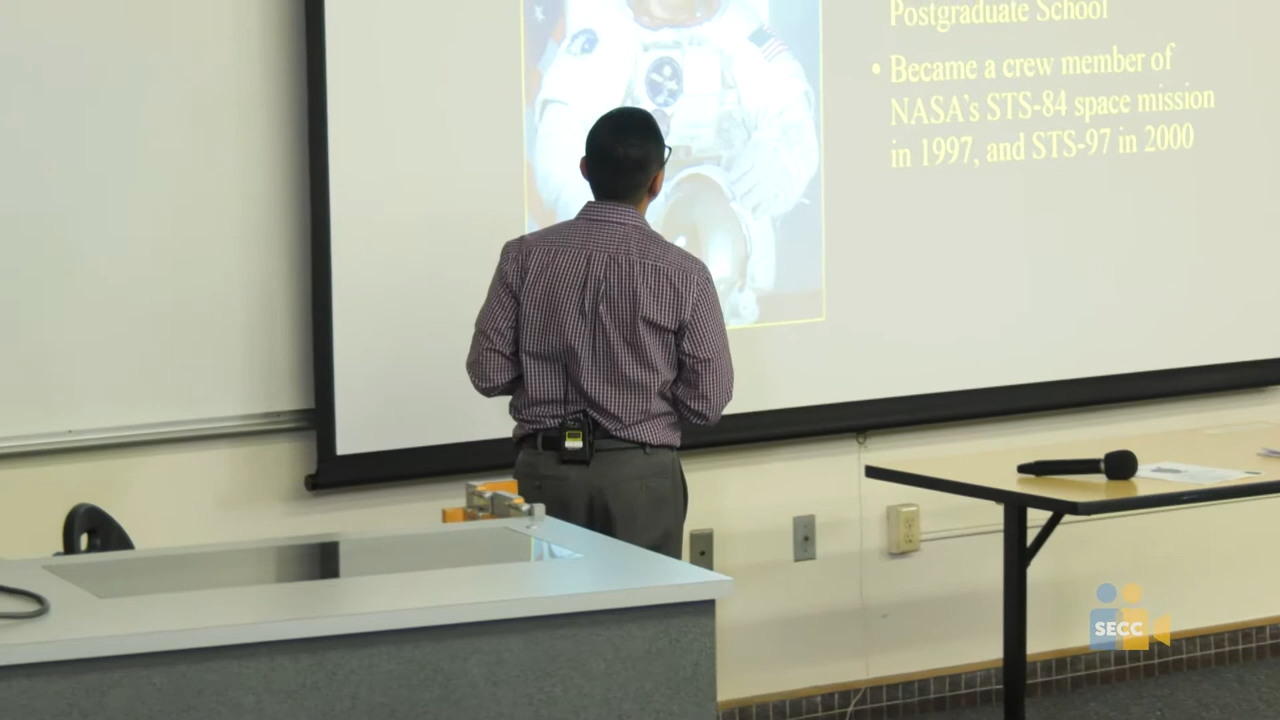 Postgraduate School
• Became a crew member of
NASA's STS-84 space mission
in 1997, and STS-97 in 2000
SECC